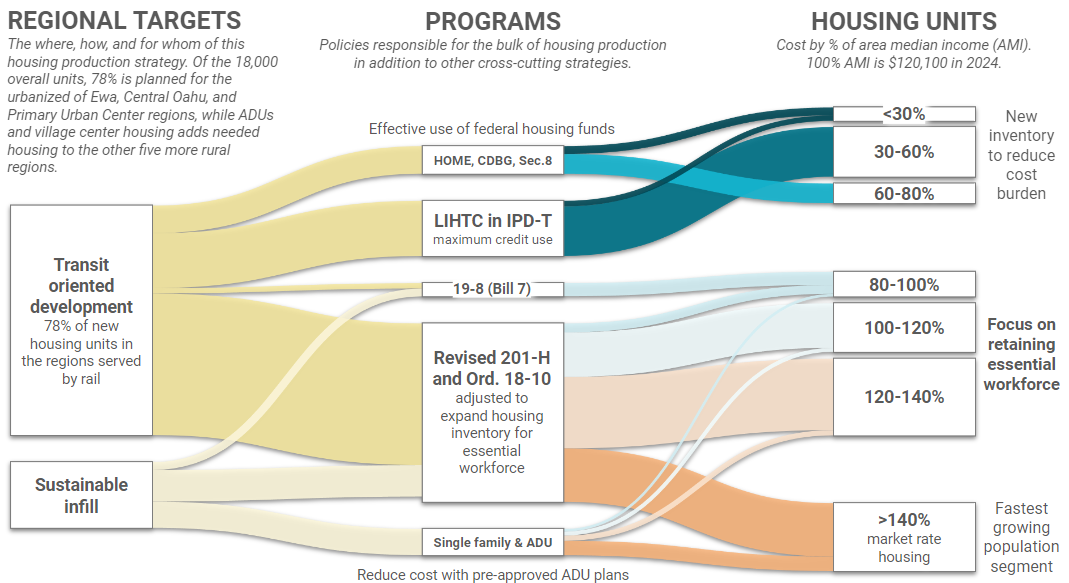 REGIONAL TARGETS
The where, how, and for whom of this
housing production strategy. Of the 18,000
overall units, 78% is planned for the
urbanized of Ewa, Central Oahu, and
Primary Urban Center regions, while ADUs
and village center housing adds needed
housing to the other five more rural
regions.
PROGRAMS
Policies responsible for the bulk of housing production
in addition to other cross-cutting strategies.
HOUSING UNITS
Cost by % of area median income (AMI).
100% AMI is $120,100 in 2024.
Transit
oriented
development
78% of new
housing units in
the regions served
by rail
Sustainable
infill
Effective use of federal housing funds
HOME, CDBG, Sec.8
LIHTC in IPD-T
maximum credit use
19-8 (Bill 7)
Revised 201-H
and Ord. 18-10
adjusted to
expand housing
inventory for
essential
workforce
Single family & ADU
Reduce cost with pre-approved ADU plans
<30%
30-60%
60-80%
New
inventory
to reduce
cost
burden
80-100%
100-120%
120-140%
Focus on
retaining
essential
workforce
>140%
market rate
housing
Fastest
growing
population
segment